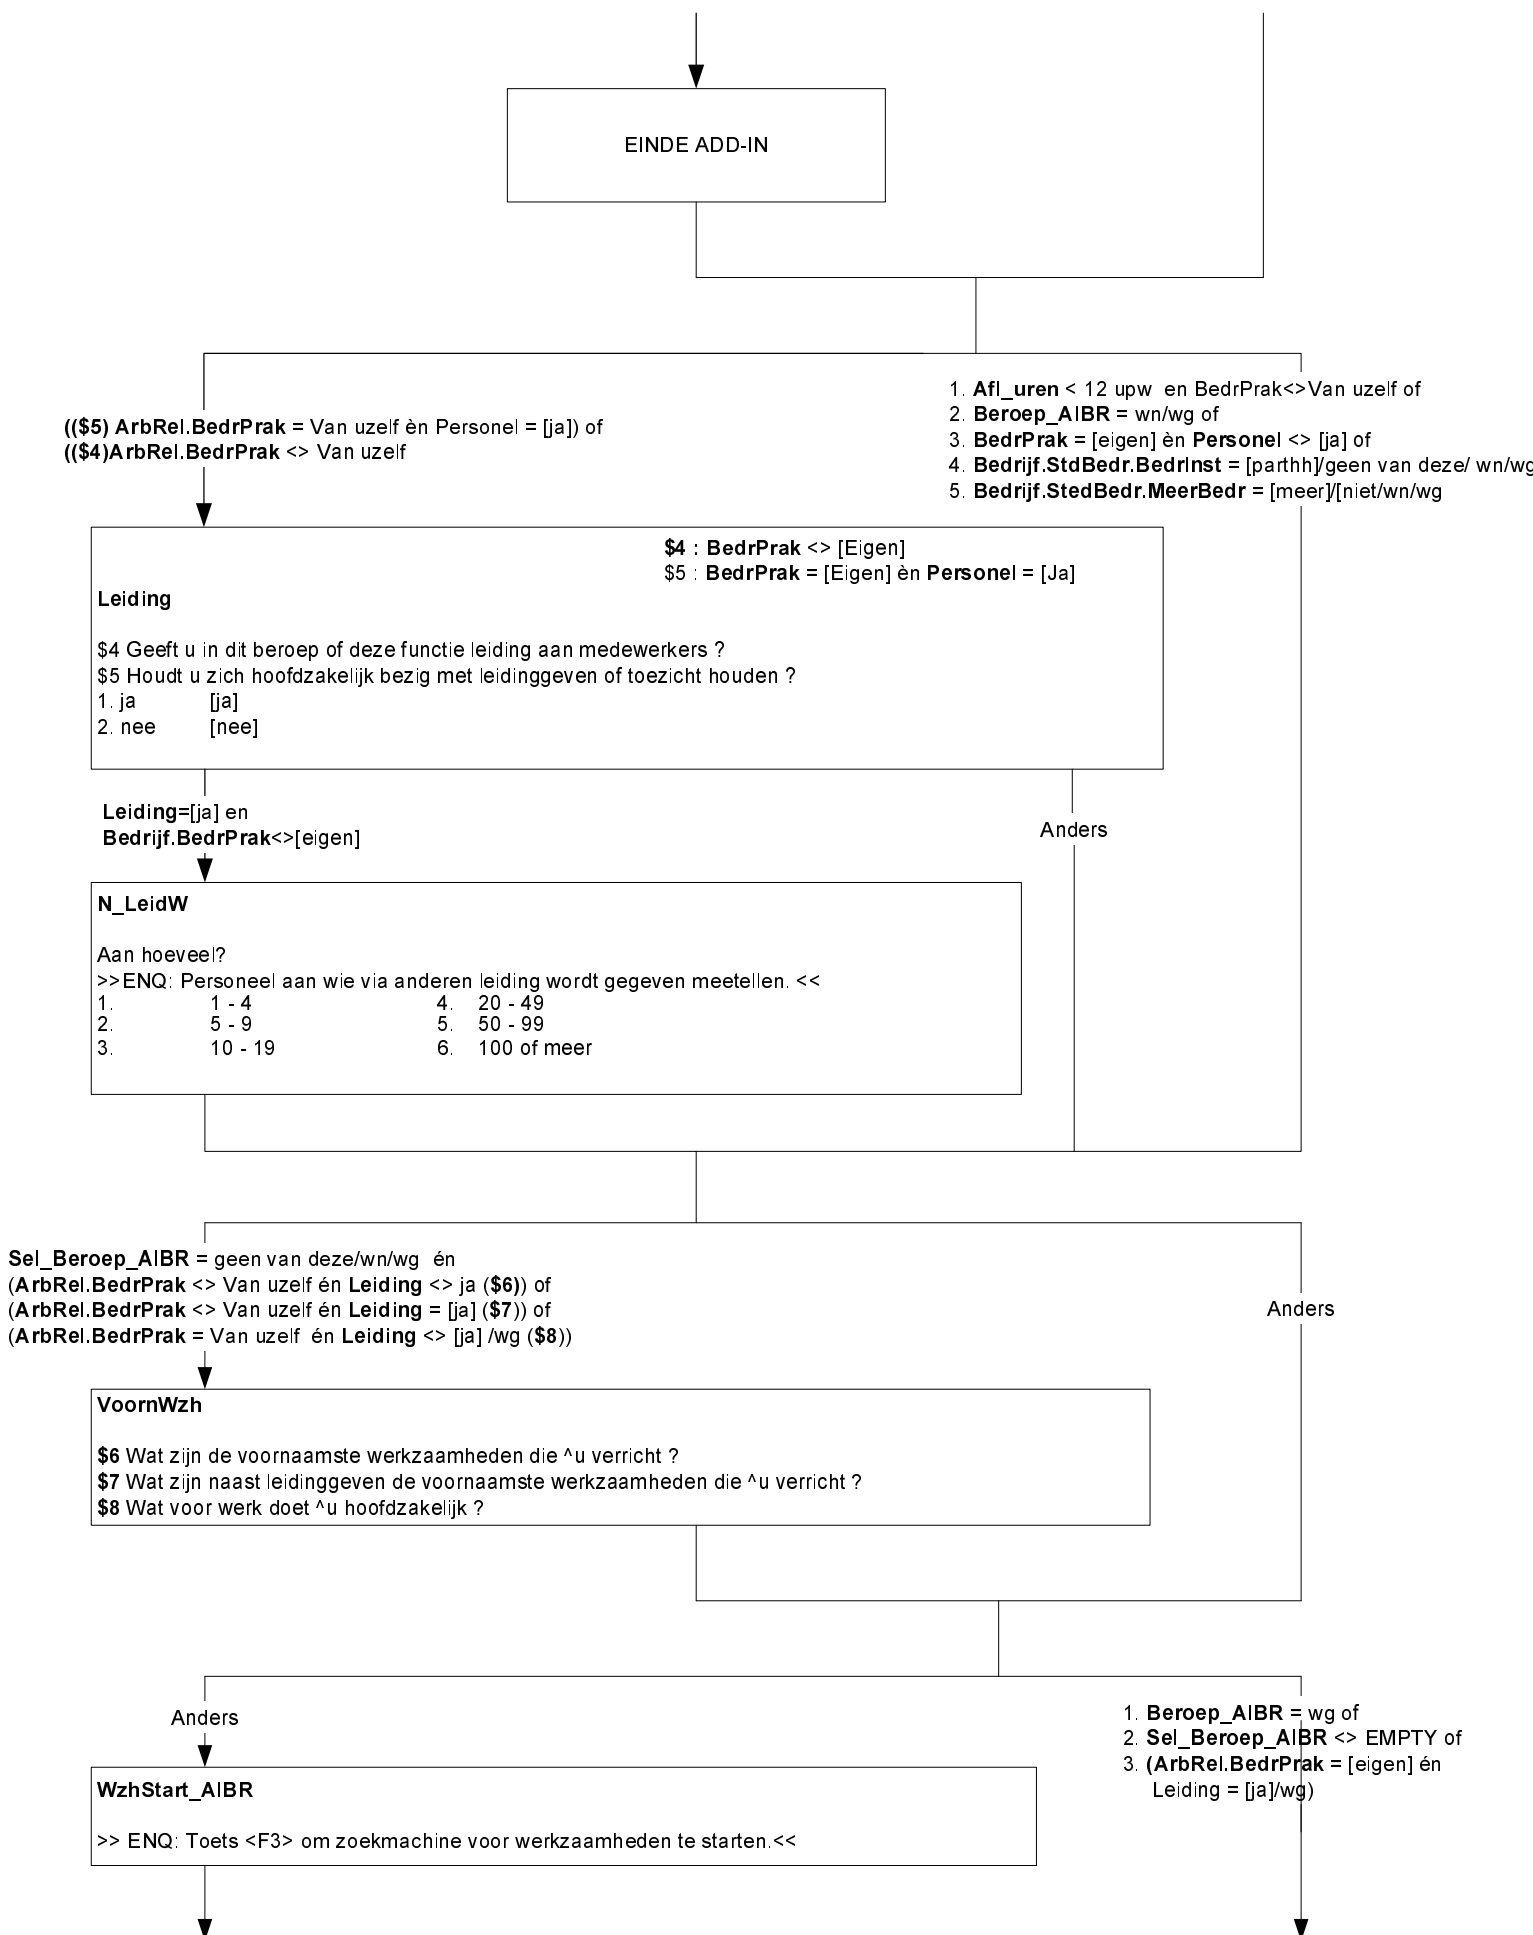 EINDE ADD-IN
(($5) ArbRel.BedrPrak = Van uzelf èn Personel = [ja]) of
(($4)ArbRel.BedrPrak <> Van uzelf
1. Afl_uren < 12 upw en BedrPrak<>Van uzelf of
2. Beroep_AIBR = wn/wg of
3. BedrPrak = [eigen] èn Personel <> [ja] of
4. Bedrijf.StdBedr.BedrInst = [parthh]/geen van deze/ wn/wg
5. Bedrijf.StedBedr.MeerBedr = [meer]/[niet/wn/wg
$4 : BedrPrak <> [Eigen]
$5 : BedrPrak = [Eigen] èn Personel = [Ja]
Leiding
$4 Geeft u in dit beroep of deze functie leiding aan medewerkers ?
$5 Houdt u zich hoofdzakelijk bezig met leidinggeven of toezicht houden ?
1. ja [ja]
2. nee [nee]
Leiding=[ja] en
Bedrijf.BedrPrak<>[eigen]
Anders
N_LeidW
Aan hoeveel?
>>ENQ: Personeel aan wie via anderen leiding wordt gegeven meetellen. <<
1. 1 - 4 4. 20 - 49
2. 5 - 9 5. 50 - 99
3. 10 - 19 6. 100 of meer
Sel_Beroep_AIBR = geen van deze/wn/wg én
(ArbRel.BedrPrak <> Van uzelf én Leiding <> ja ($6)) of
(ArbRel.BedrPrak <> Van uzelf én Leiding = [ja] ($7)) of
(ArbRel.BedrPrak = Van uzelf én Leiding <> [ja] /wg ($8))
Anders
VoornWzh
$6 Wat zijn de voornaamste werkzaamheden die ^u verricht ?
$7 Wat zijn naast leidinggeven de voornaamste werkzaamheden die ^u verricht ?
$8 Wat voor werk doet ^u hoofdzakelijk ?
Anders
1. Beroep_AIBR = wg of
2. Sel_Beroep_AIBR <> EMPTY of
3. (ArbRel.BedrPrak = [eigen] én
Leiding = [ja]/wg)
WzhStart_AIBR
>> ENQ: Toets <F3> om zoekmachine voor werkzaamheden te starten.<<